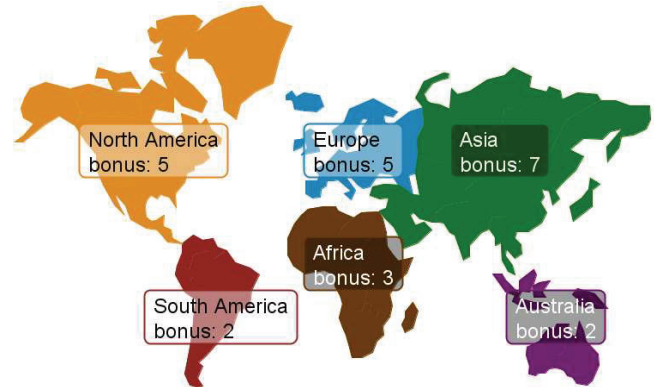 North America
bonus: 5
Europe
bonus: 5
Asia
bonus: 7
Africa
bonus: 3
South America
bonus: 2
Australia
bonus: 2